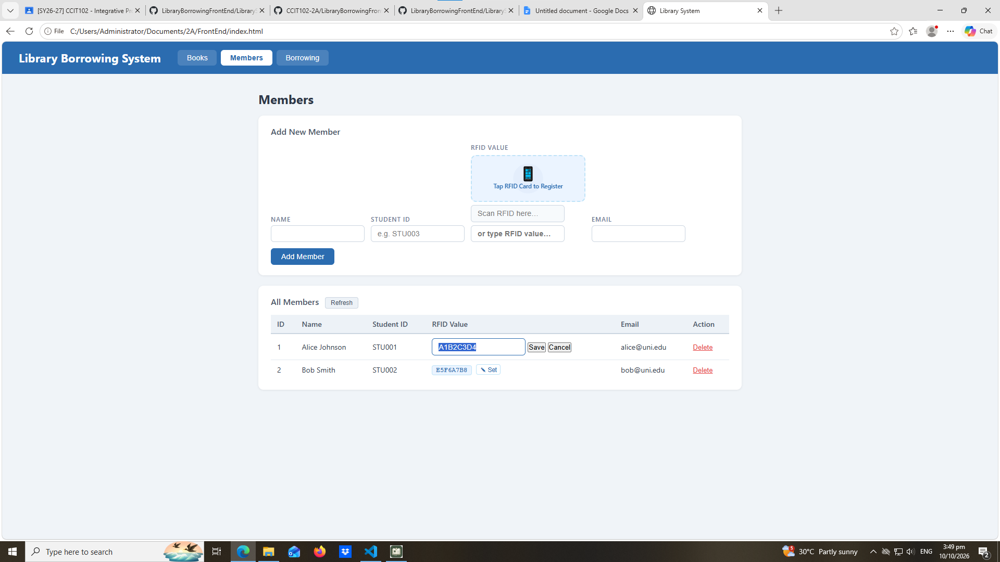 [SY26-27] CCIT102 - Integrative Pr
LibraryBorrowingFrontEnd/LibraryS
CCIT102-2A/LibraryBorrowingFron
LibraryBorrowingFrontEnd/LibraryS
Untitled document - Google Docs
Library System
File C:/Users/Administrator/Documents/2A/FrontEnd/index.html
Chat
Library Borrowing System
Books
Members
Borrowing
Members
Add New Member
RFID VALUE
Tap RFID Card to Register
Scan RFID here...
NAME
STUDENT ID
EMAIL
e.g. STU003
or type RFID value...
Add Member
All Members
Refresh
ID Name Student ID RFID Value Email Action
1 Alice Johnson STU001 A1B2C3D4 Save Cancel alice@uni.edu Delete
2 Bob Smith STU002 E5F6A7B8 Set bob@uni.edu Delete
Type here to search
5
30°C Partly sunny
ENG
3:49 pm
10/10/2026
2